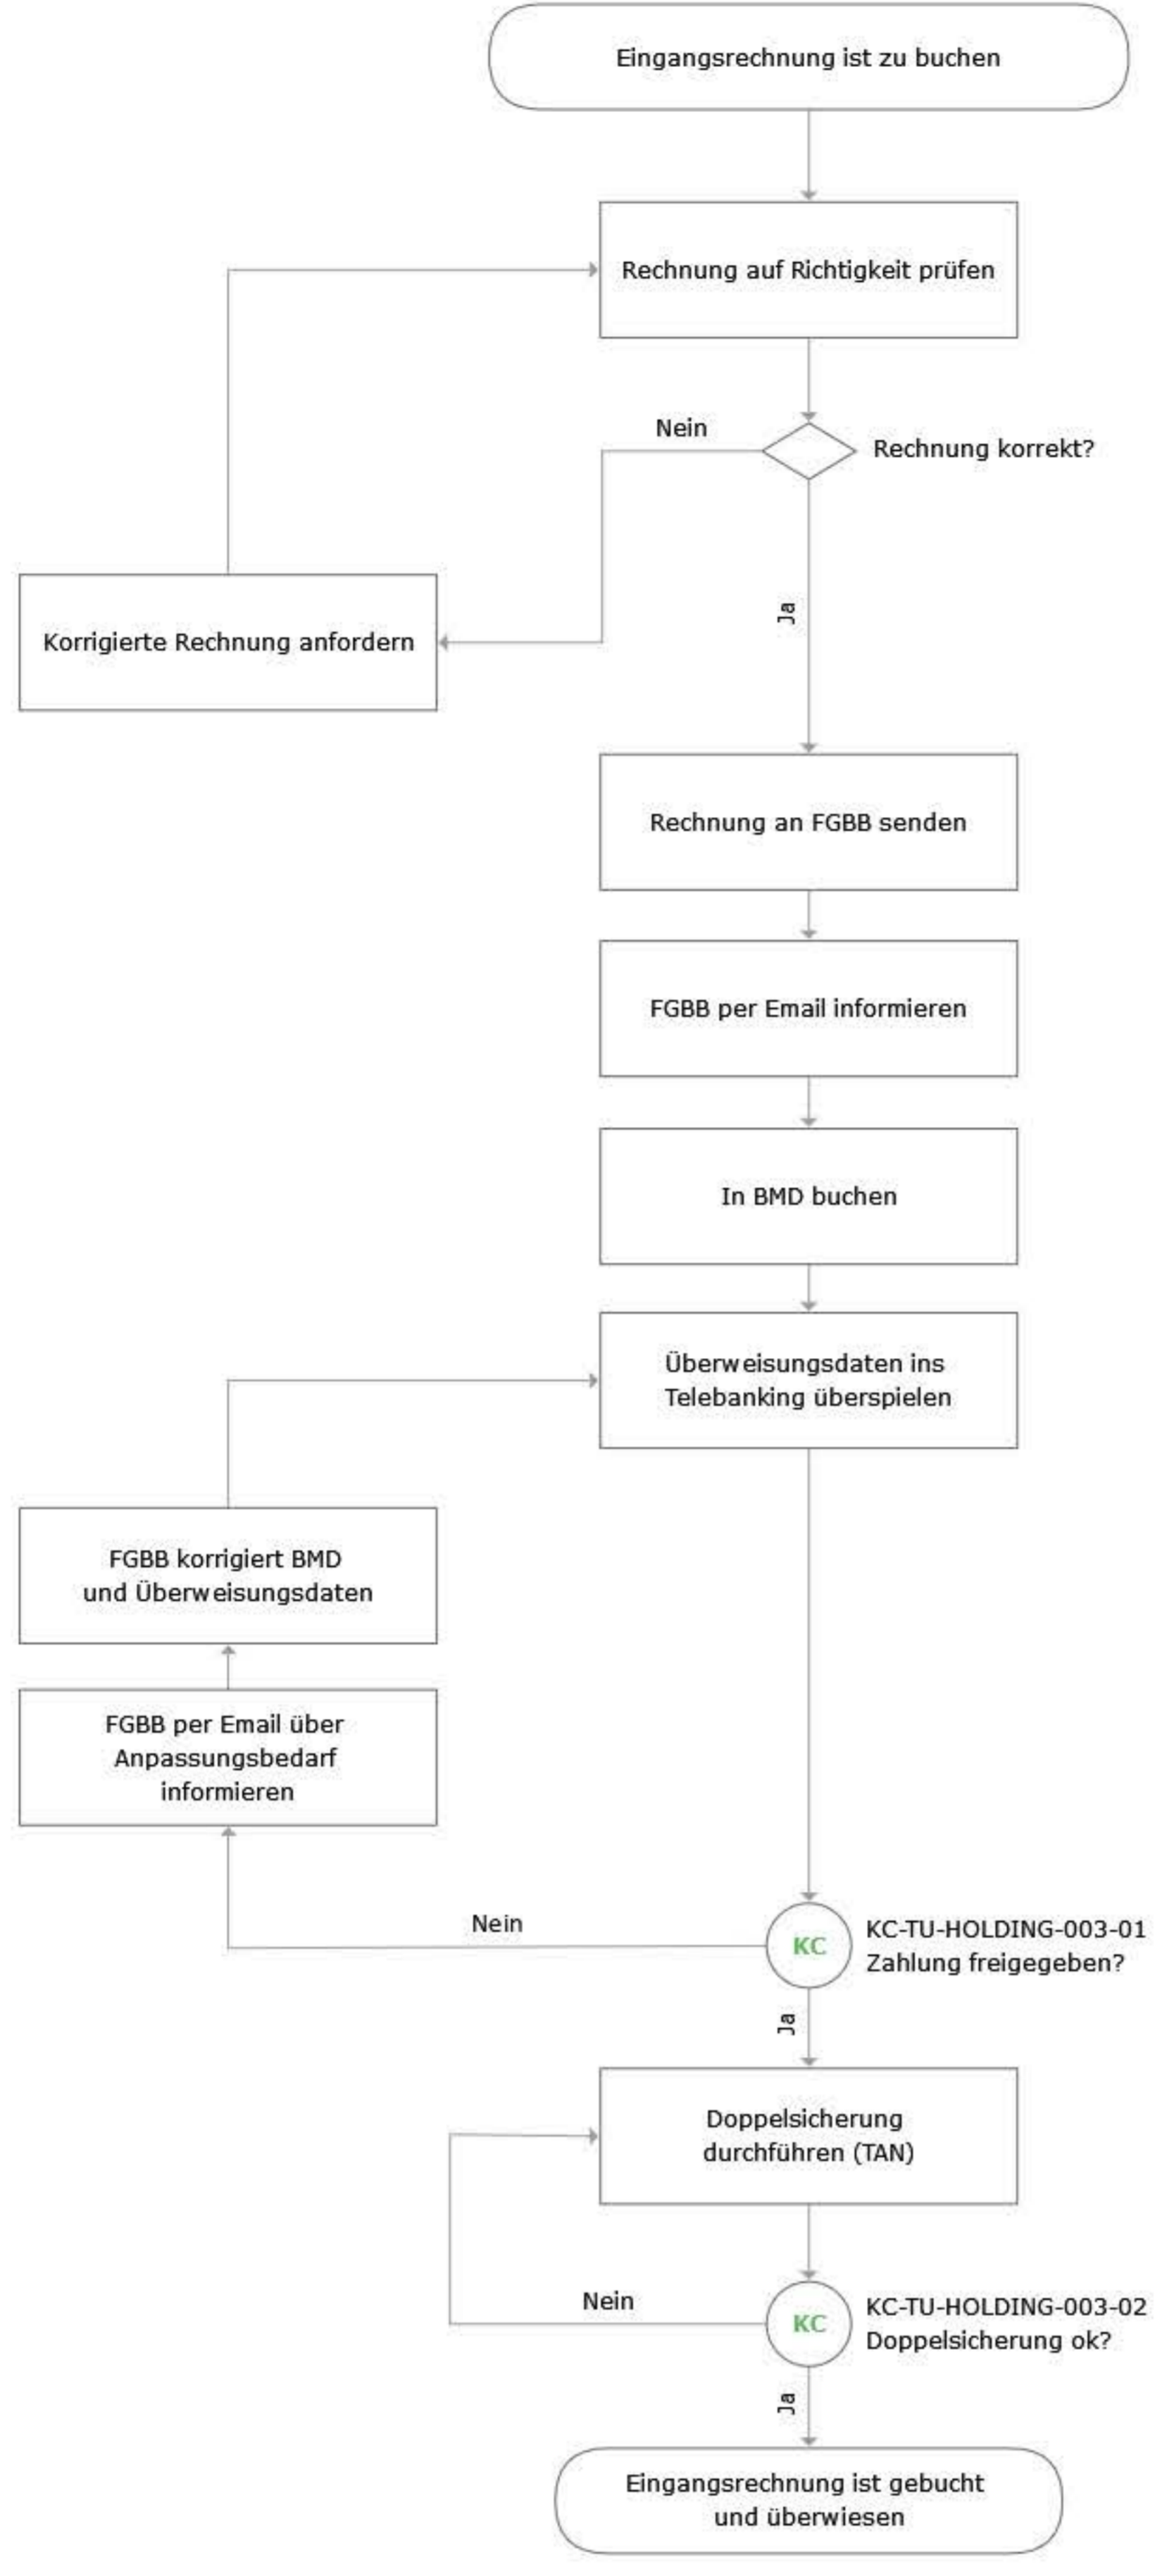 Eingangsrechnung ist zu buchen
Rechnung auf Richtigkeit prüfen
Nein
Rechnung korrekt?
Ja
Korrigierte Rechnung anfordern
Rechnung an FGBB senden
FGBB per Email informieren
In BMD buchen
Überweisungsdaten ins
Telebanking überspielen
FGBB korrigiert BMD
und Überweisungsdaten
FGBB per Email über
Anpassungsbedarf
informieren
Nein
KC
KC-TU-HOLDING-003-01
Zahlung freigegeben?
Ja
Doppelsicherung
durchführen (TAN)
Nein
KC
KC-TU-HOLDING-003-02
Doppelsicherung ok?
Ja
Eingangsrechnung ist gebucht
und überwiesen